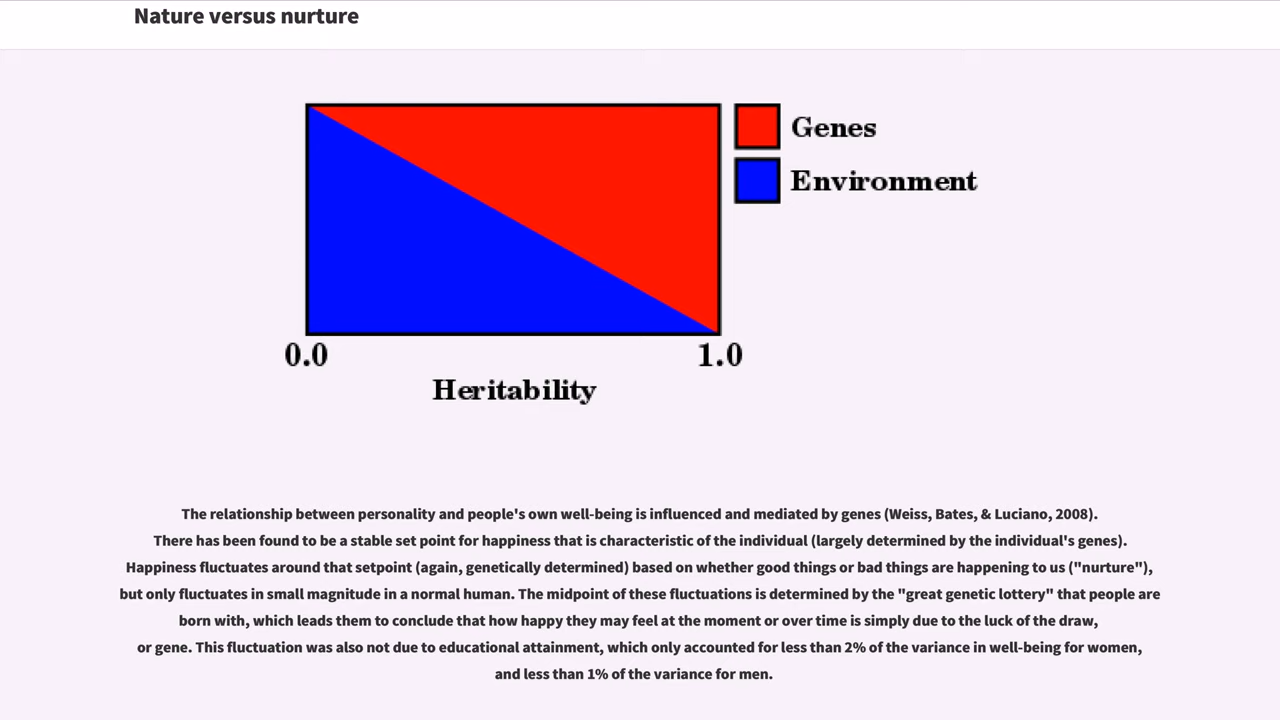 Nature versus nurture
Genes
Environment
0.0
1.0
Heritability
The relationship between personality and people's own well-being is influenced and mediated by genes (Weiss, Bates, & Luciano, 2008).
There has been found to be a stable set point for happiness that is characteristic of the individual (largely determined by the individual's genes).
Happiness fluctuates around that setpoint (again, genetically determined) based on whether good things or bad things are happening to us ("nurture"),
but only fluctuates in small magnitude in a normal human. The midpoint of these fluctuations is determined by the "great genetic lottery" that people are
born with, which leads them to conclude that how happy they may feel at the moment or over time is simply due to the luck of the draw,
or gene. This fluctuation was also not due to educational attainment, which only accounted for less than 2% of the variance in well-being for women,
and less than 1% of the variance for men.